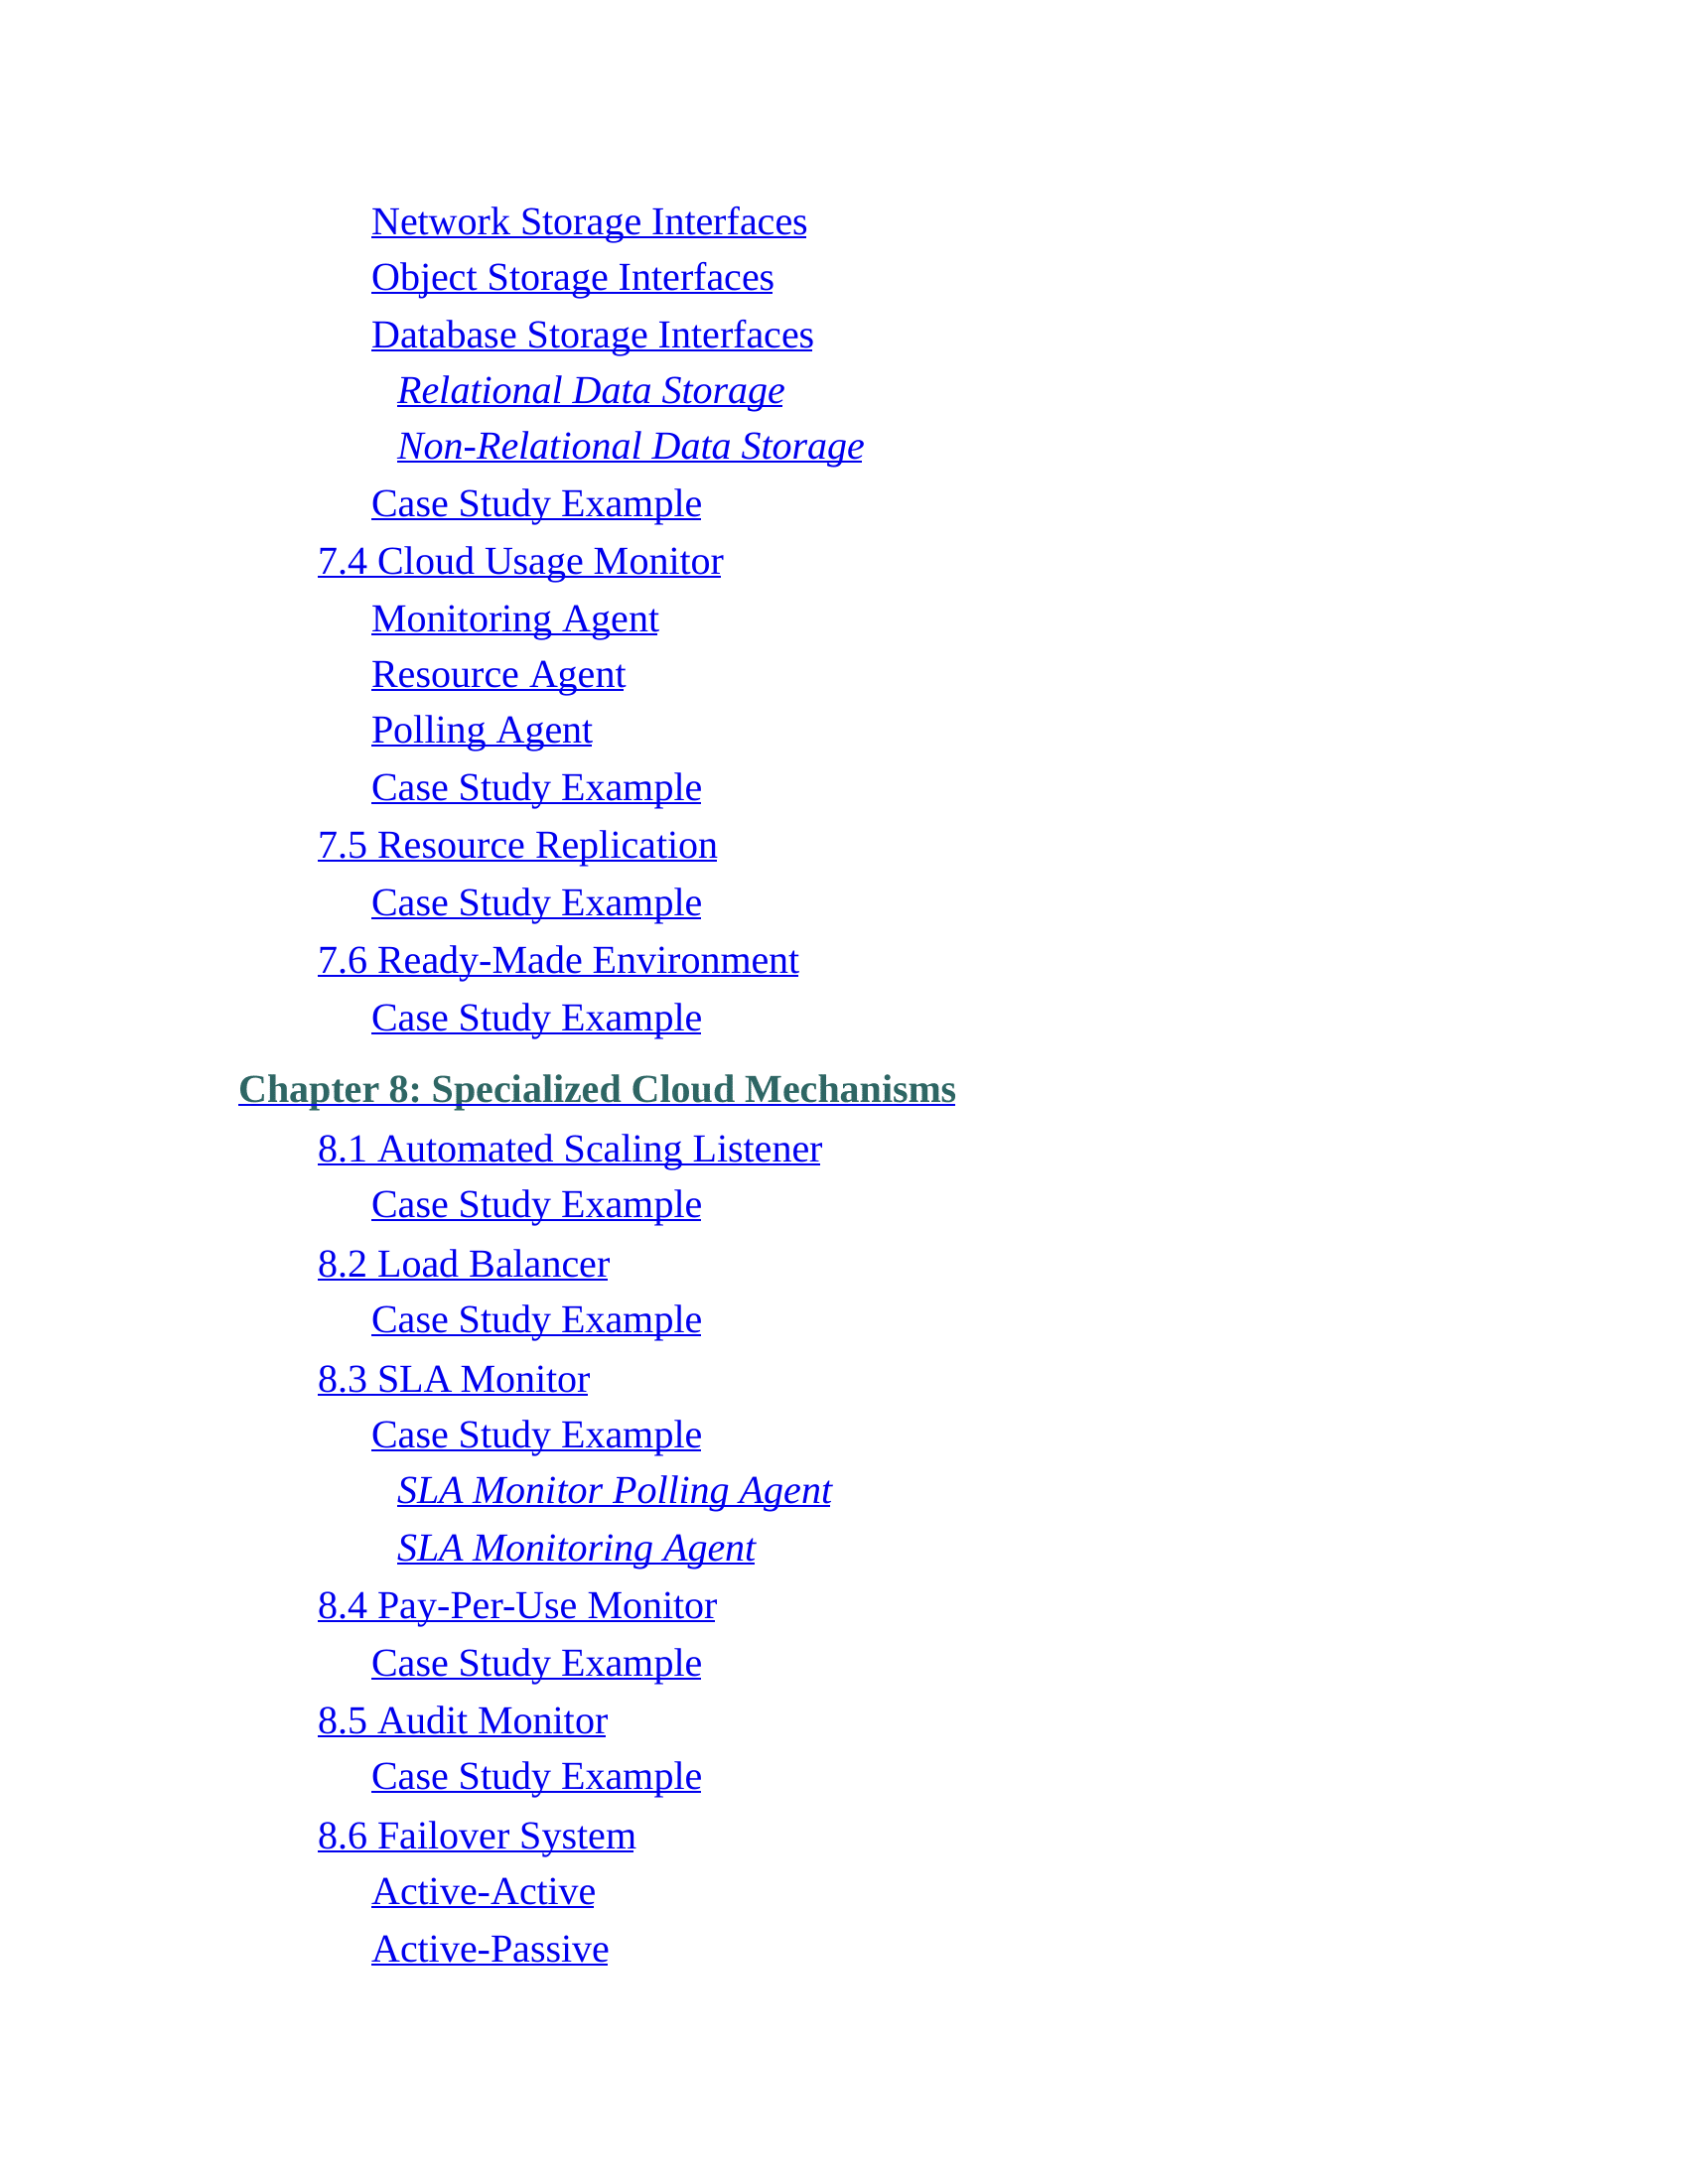 Network Storage Interfaces
Object Storage Interfaces
Database Storage Interfaces
Relational Data Storage
Non-Relational Data Storage
Case Study Example
7.4 Cloud Usage Monitor
Monitoring Agent
Resource Agent
Polling Agent
Case Study Example
7.5 Resource Replication
Case Study Example
7.6 Ready-Made Environment
Case Study Example
Chapter 8: Specialized Cloud Mechanisms
8.1 Automated Scaling Listener
Case Study Example
8.2 Load Balancer
Case Study Example
8.3 SLA Monitor
Case Study Example
SLA Monitor Polling Agent
SLA Monitoring Agent
8.4 Pay-Per-Use Monitor
Case Study Example
8.5 Audit Monitor
Case Study Example
8.6 Failover System
Active-Active
Active-Passive